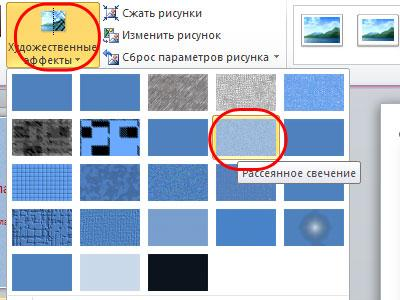 Художественные
эффекты
Сжать рисунки
Изменить рисунок
Сброс параметров рисунка
Рассеянное свечение